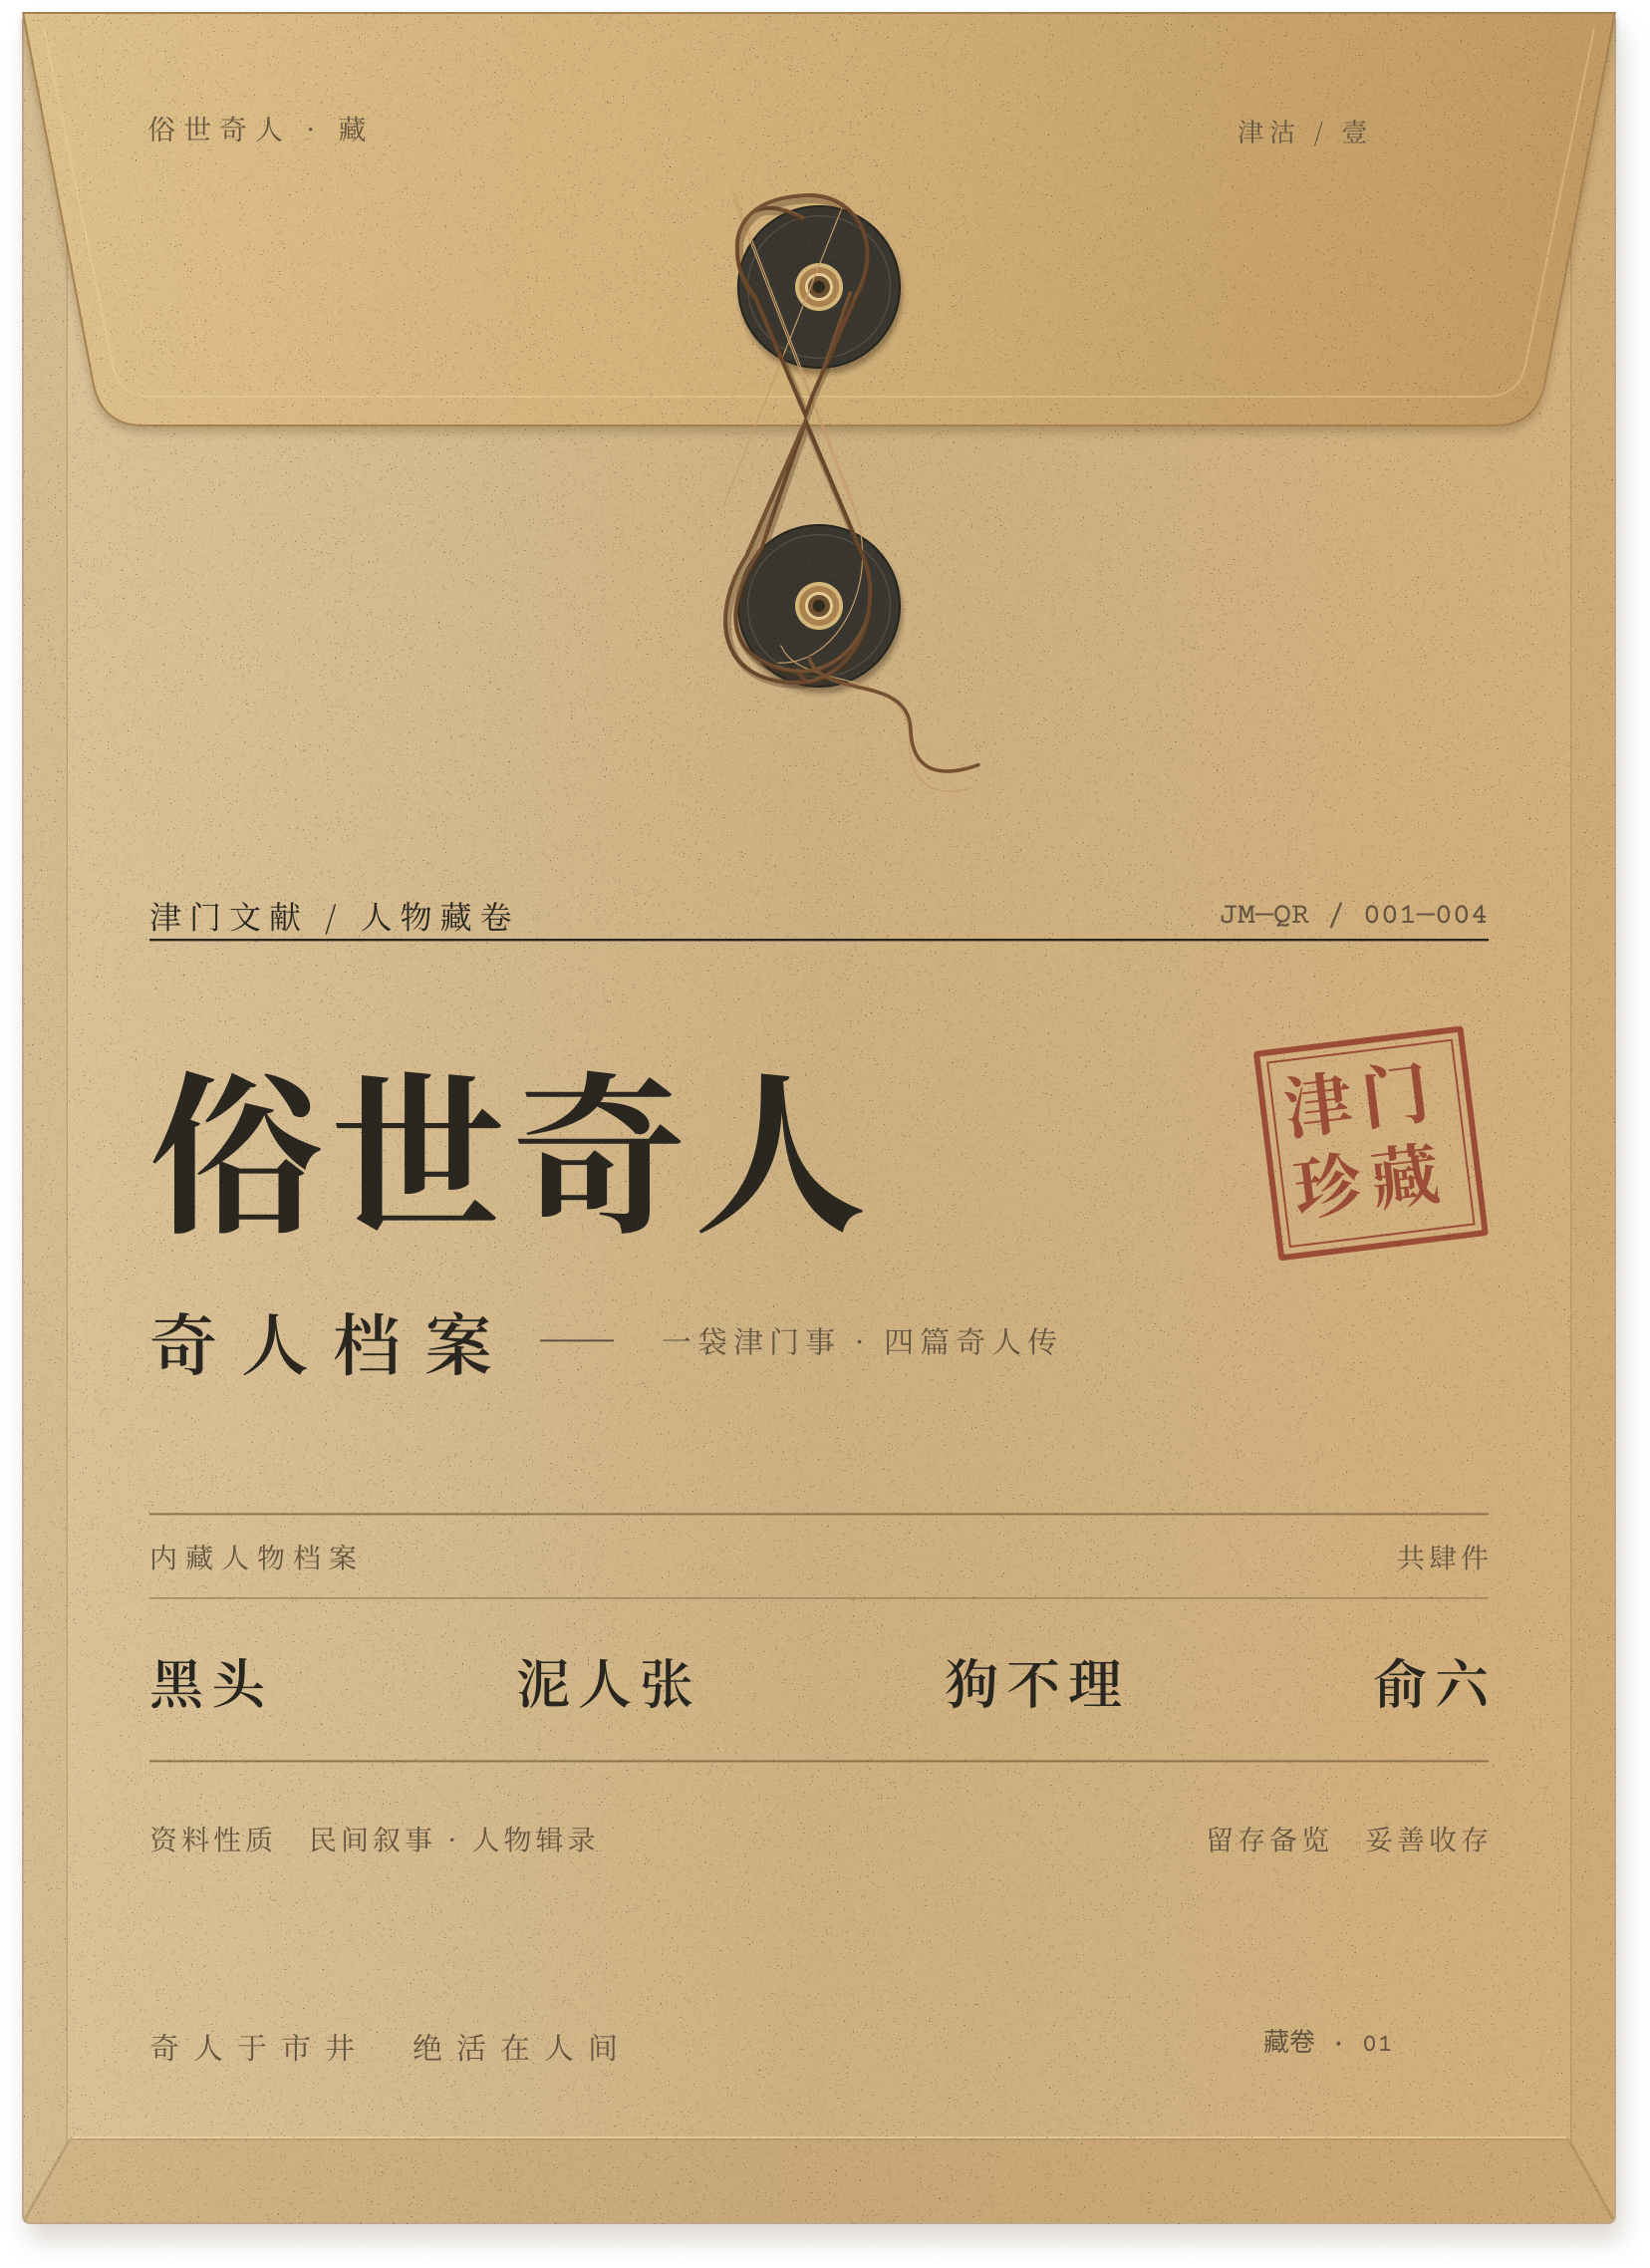 俗世奇人 · 藏
津沽 / 壹
津门文献 / 人物藏卷
JM—QR / 001—004
俗世奇人
津门
珍藏
奇人档案 —— 一袋津门事 · 四篇奇人传
内藏人物档案
共肆件
黑头 泥人张 狗不理 俞六
资料性质 民间叙事 · 人物辑录
留存备览 妥善收存
奇人于市井 绝活在人间
藏卷 · 01